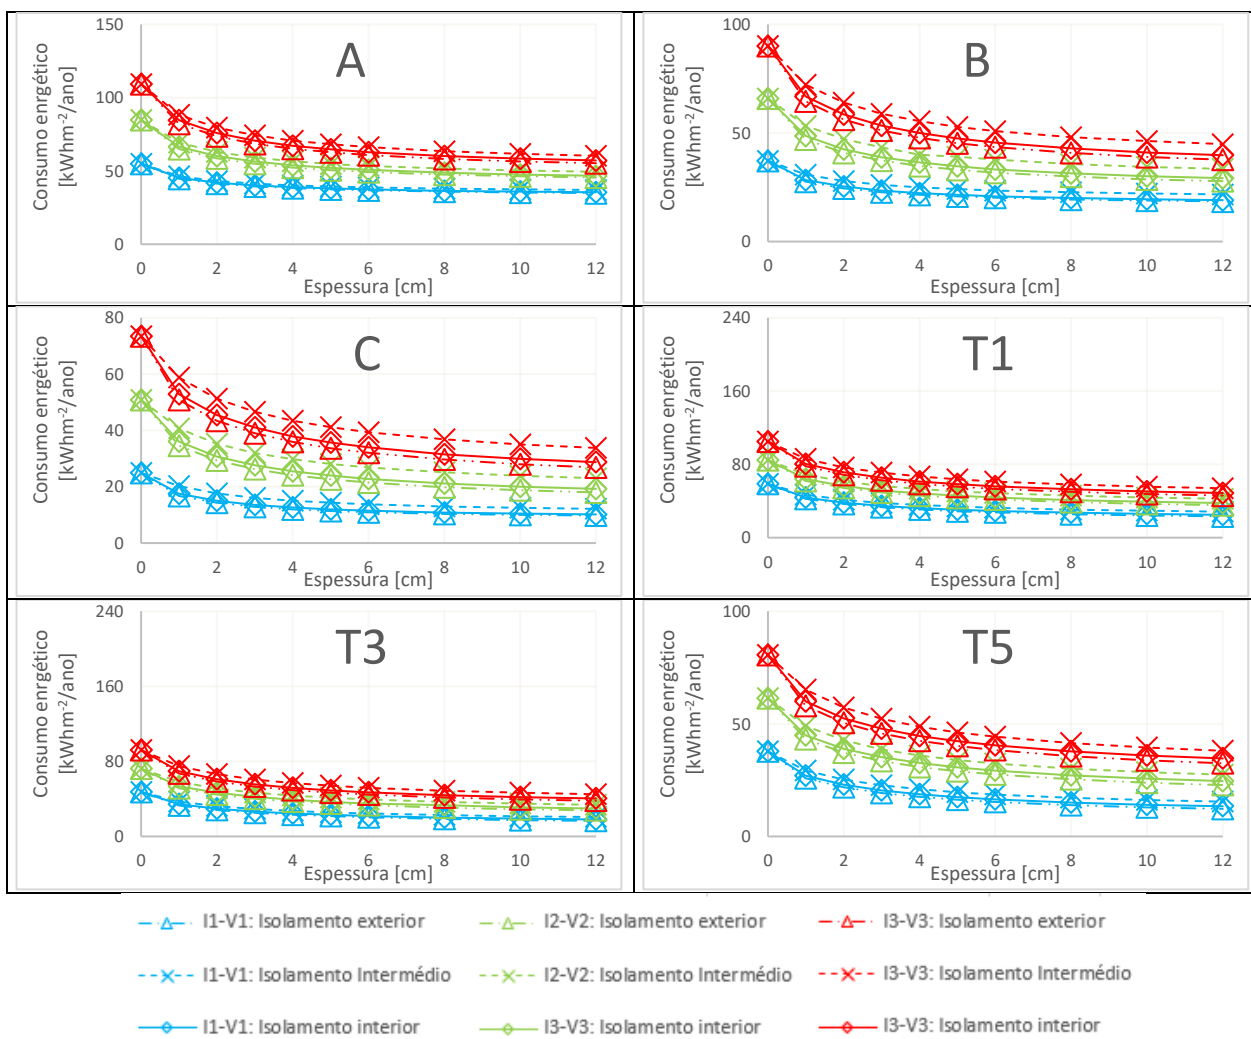 A
Consumo enrgético
[kWhm⁻²/ano]
150
100
50
0
0 2 4 6 8 10 12
Espessura [cm]
B
Consumo enrgético
[kWhm⁻²/ano]
100
50
0
0 2 4 6 8 10 12
Espessura [cm]
C
Consumo enrgético
[kWhm⁻²/ano]
80
60
40
20
0
0 2 4 6 8 10 12
Espessura [cm]
T1
Consumo enrgético
[kWhm⁻²/ano]
240
160
80
0
0 2 4 6 8 10 12
Espessura [cm]
T3
Consumo enrgético
[kWhm⁻²/ano]
240
160
80
0
0 2 4 6 8 10 12
Espessura [cm]
T5
Consumo enrgético
[kWhm⁻²/ano]
100
50
0
0 2 4 6 8 10 12
Espessura [cm]
I1-V1: Isolamento exterior I2-V2: Isolamento exterior I3-V3: Isolamento exterior
I1-V1: Isolamento Intermédio I2-V2: Isolamento Intermédio I3-V3: Isolamento Intermédio
I1-V1: Isolamento interior I3-V3: Isolamento interior I3-V3: Isolamento interior